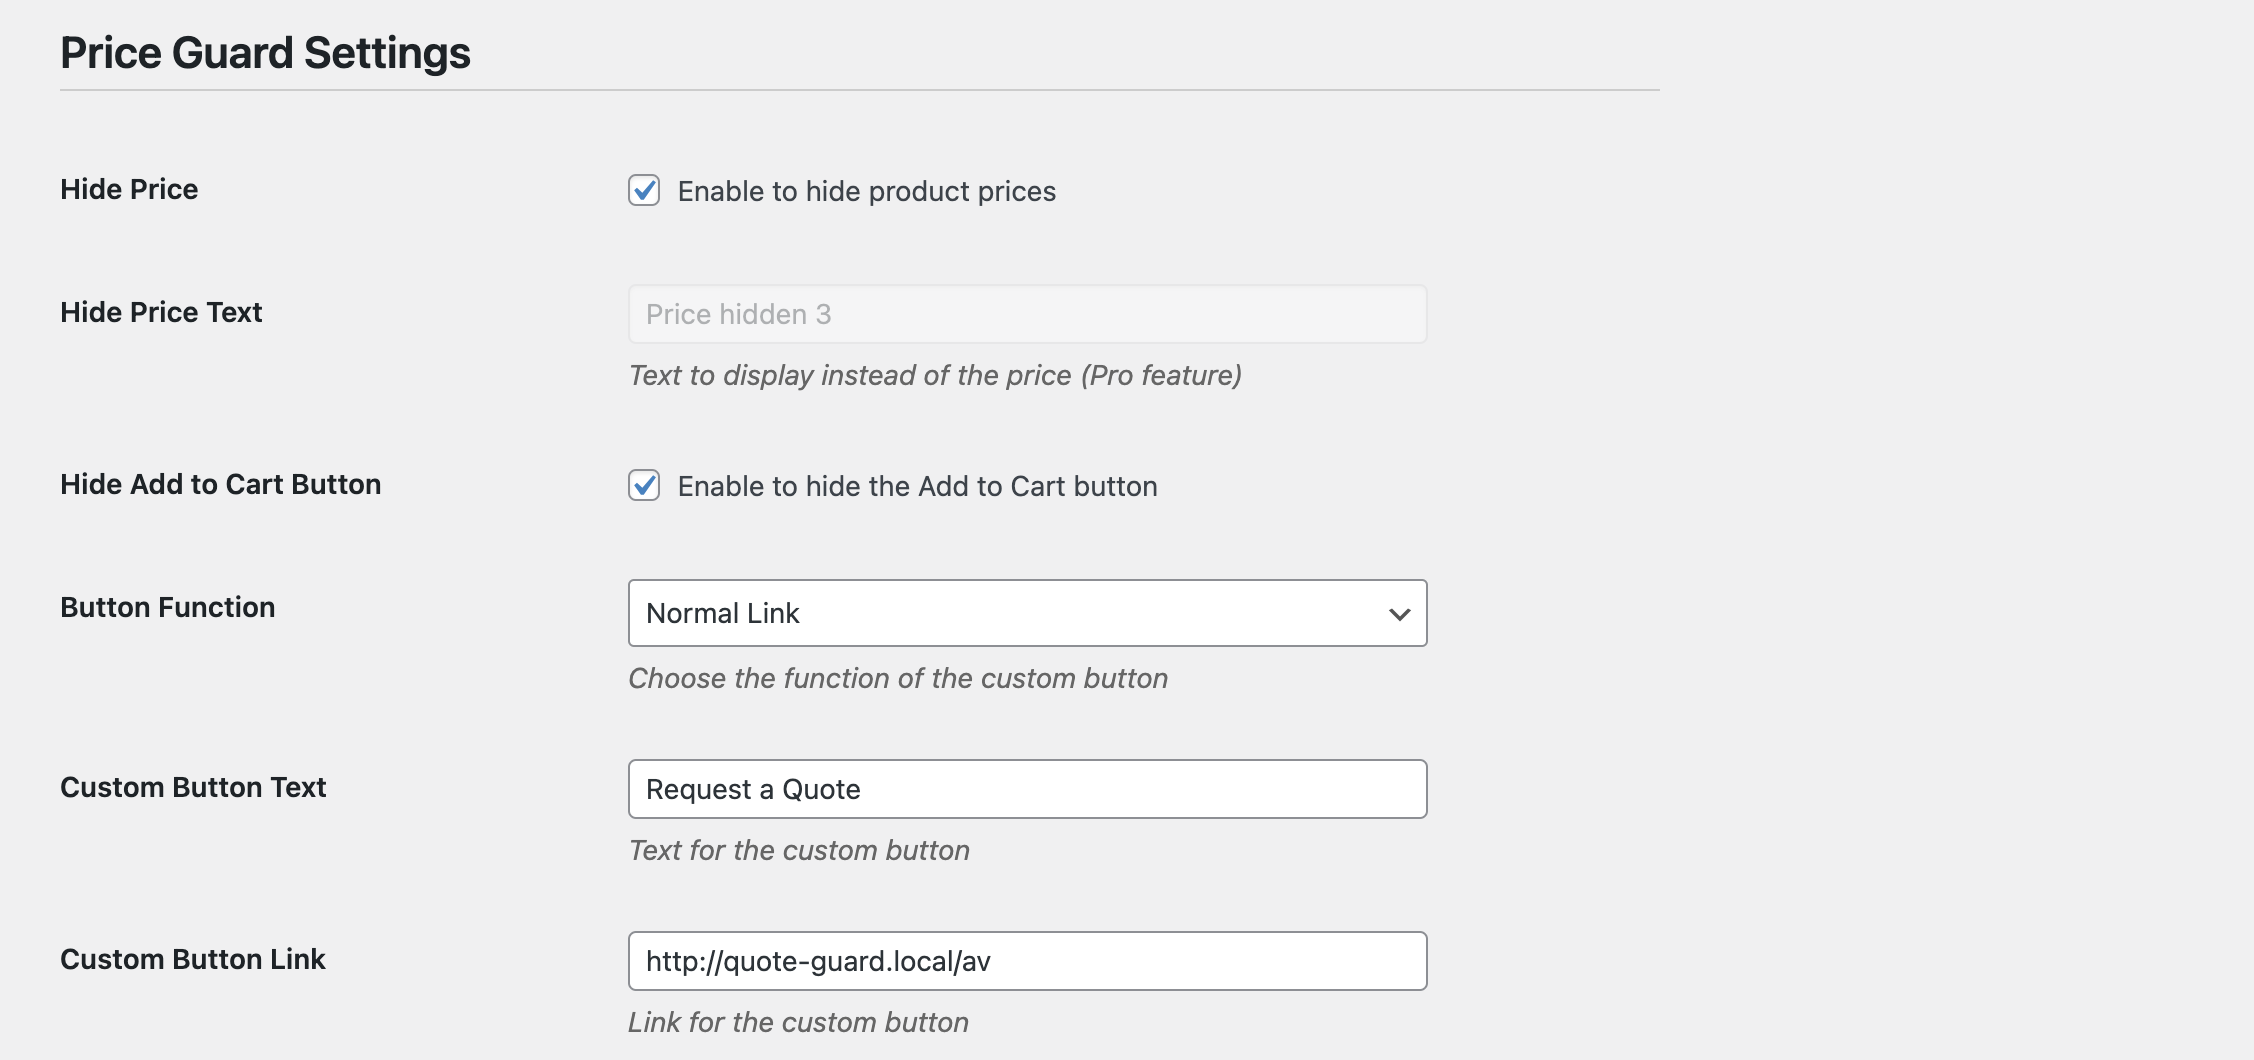 Price Guard Settings
Hide Price
Enable to hide product prices
Hide Price Text
Price hidden 3
Text to display instead of the price (Pro feature)
Hide Add to Cart Button
Enable to hide the Add to Cart button
Button Function
Normal Link
Choose the function of the custom button
Custom Button Text
Request a Quote
Text for the custom button
Custom Button Link
http://quote-guard.local/av
Link for the custom button